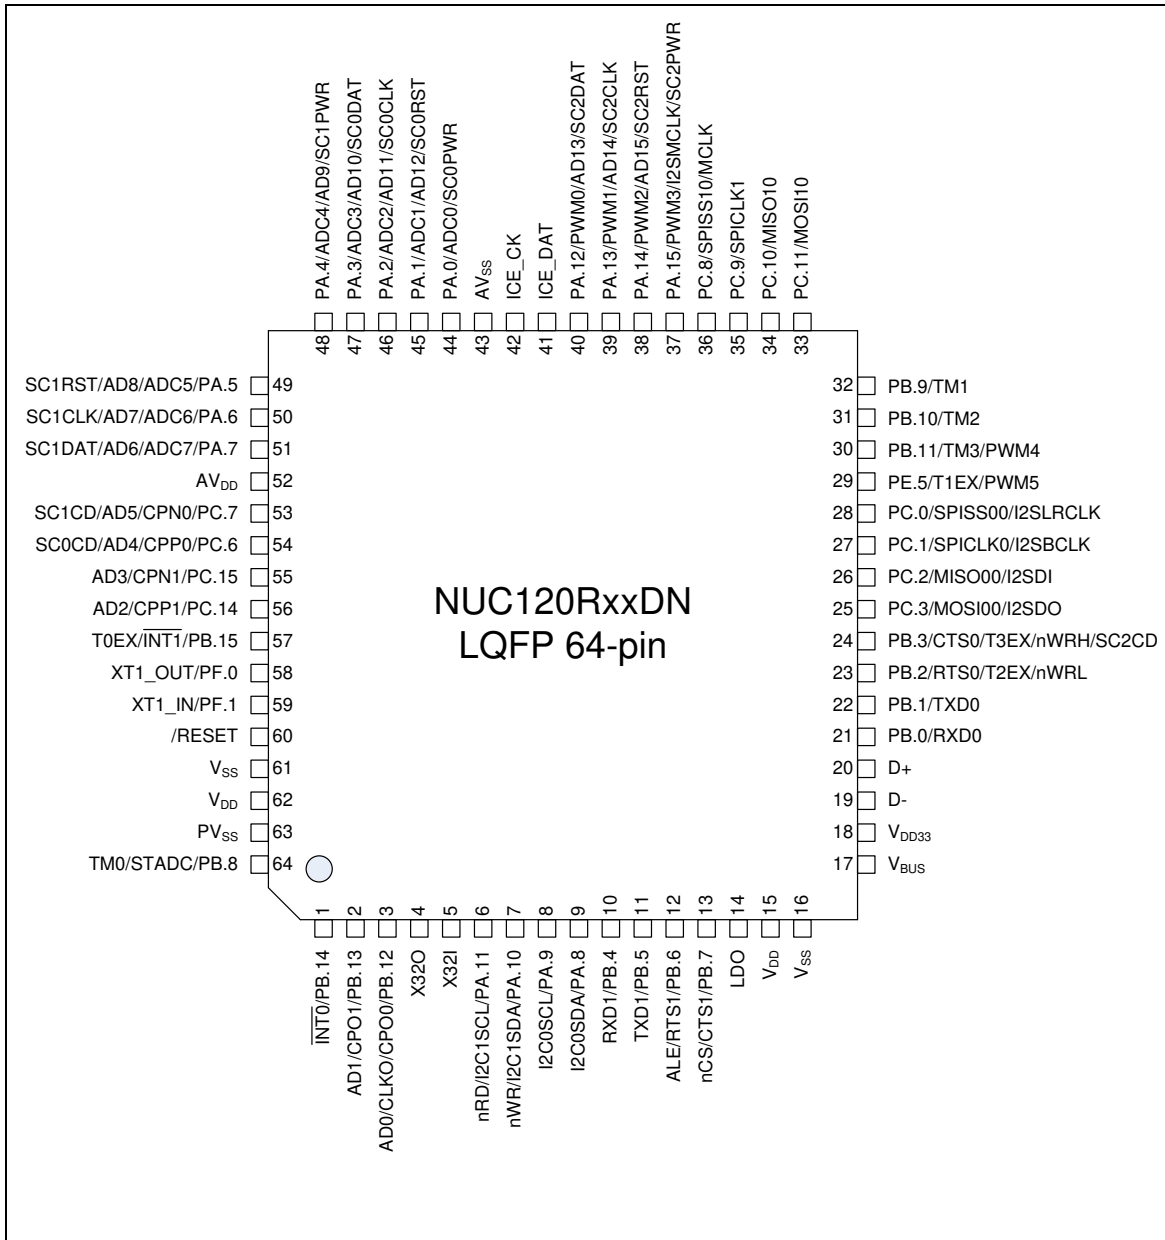 PA.4/ADC4/AD9/SC1PWR
PA.3/ADC3/AD10/SC0DAT
PA.2/ADC2/AD11/SC0CLK
PA.1/ADC1/AD12/SC0RST
PA.0/ADC0/SC0PWR
AVSS
ICE_CK
ICE_DAT
PA.12/PWM0/AD13/SC2DAT
PA.13/PWM1/AD14/SC2CLK
PA.14/PWM2/AD15/SC2RST
PA.15/PWM3/I2SMCLK/SC2PWR
PC.8/SPISS10/MCLK
PC.9/SPICLK1
PC.10/MISO10
PC.11/MOSI10
48
47
46
45
44
43
42
41
40
39
38
37
36
35
34
33
SC1RST/AD8/ADC5/PA.5 49
SC1CLK/AD7/ADC6/PA.6 50
SC1DAT/AD6/ADC7/PA.7 51
AVDD 52
SC1CD/AD5/CPN0/PC.7 53
SC0CD/AD4/CPP0/PC.6 54
AD3/CPN1/PC.15 55
AD2/CPP1/PC.14 56
T0EX/INT1/PB.15 57
XT1_OUT/PF.0 58
XT1_IN/PF.1 59
/RESET 60
VSS 61
VDD 62
PVSS 63
TM0/STADC/PB.8 64
NUC120RxxDN
LQFP 64-pin
32 PB.9/TM1
31 PB.10/TM2
30 PB.11/TM3/PWM4
29 PE.5/T1EX/PWM5
28 PC.0/SPISS00/I2SLRCLK
27 PC.1/SPICLK0/I2SBCLK
26 PC.2/MISO00/I2SDI
25 PC.3/MOSI00/I2SDO
24 PB.3/CTS0/T3EX/nWRH/SC2CD
23 PB.2/RTS0/T2EX/nWRL
22 PB.1/TXD0
21 PB.0/RXD0
20 D+
19 D-
18 VDD33
17 VBUS
1
2
3
4
5
6
7
8
9
10
11
12
13
14
15
16
INT0/PB.14
AD1/CPO1/PB.13
AD0/CLKO/CPO0/PB.12
X32O
X32I
nRD/I2C1SCL/PA.11
nWR/I2C1SDA/PA.10
I2C0SCL/PA.9
I2C0SDA/PA.8
RXD1/PB.4
TXD1/PB.5
ALE/RTS1/PB.6
nCS/CTS1/PB.7
LDO
VDD
VSS